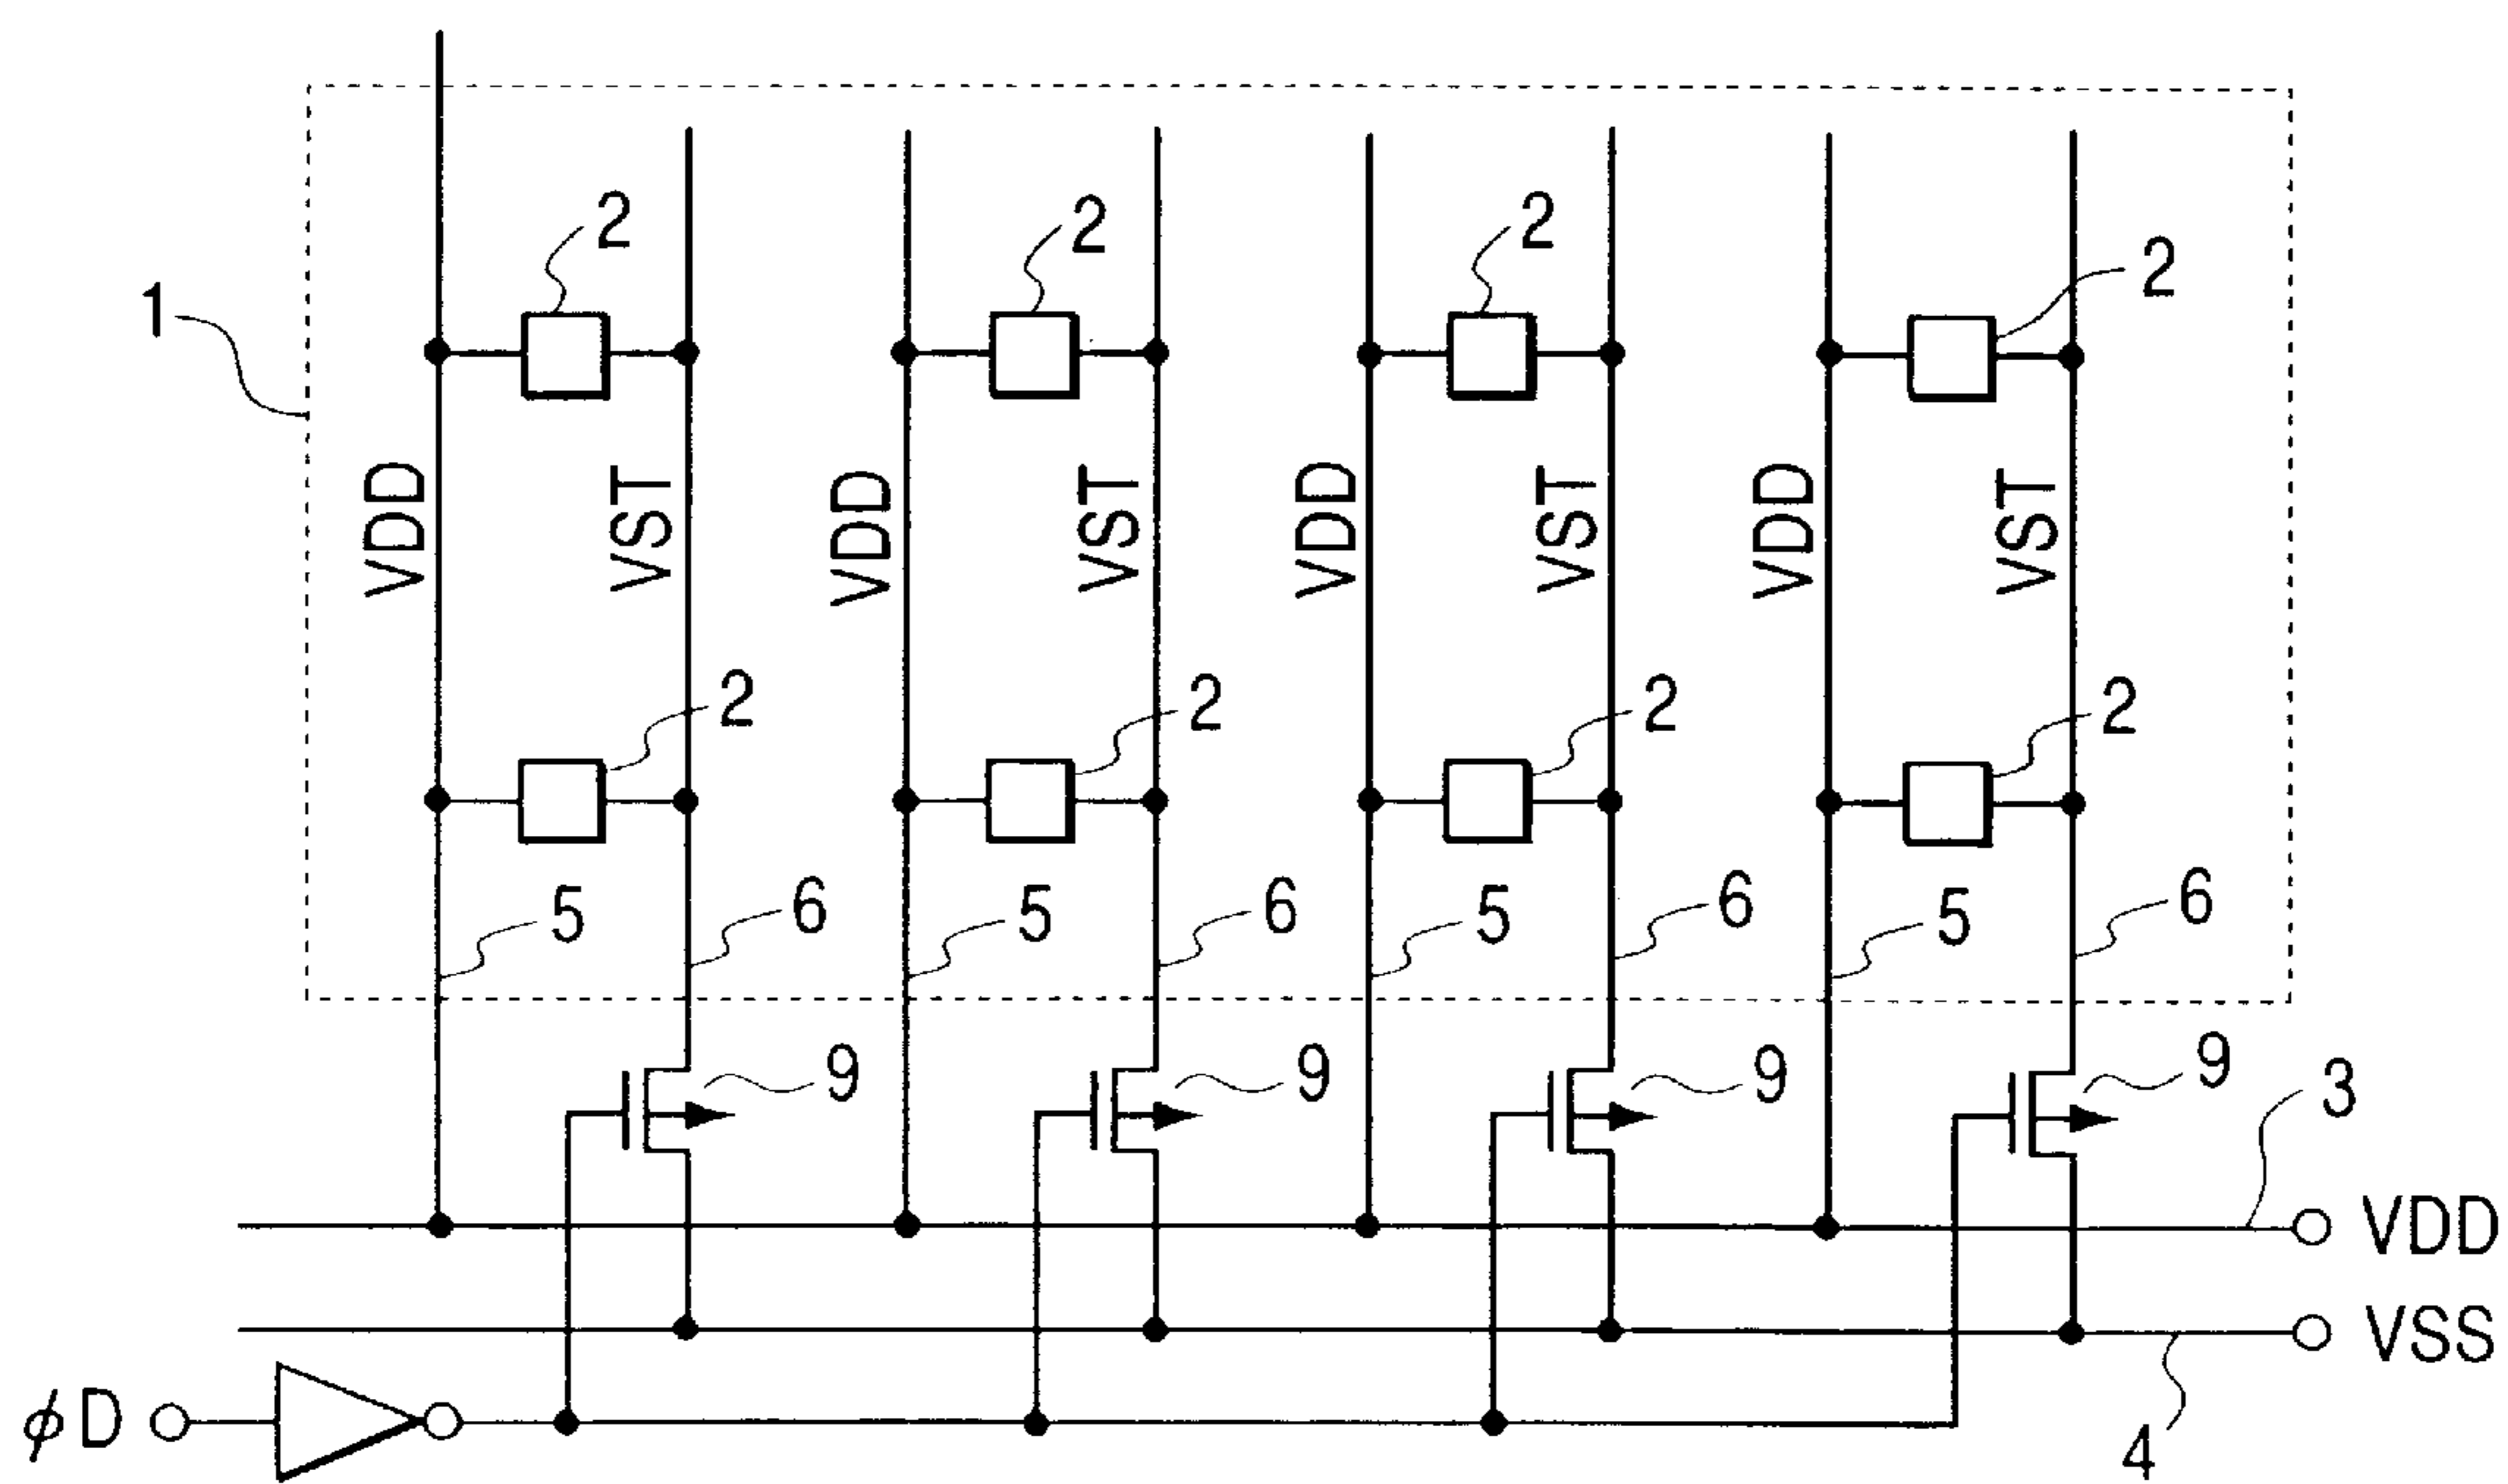 2 2 2 2
1
VDD VST VDD VST VDD VST VDD VST
2 2 2 2
5 6 5 6 5 6 5 6
9 9 9 9
3
VDD
VSS
φD
4